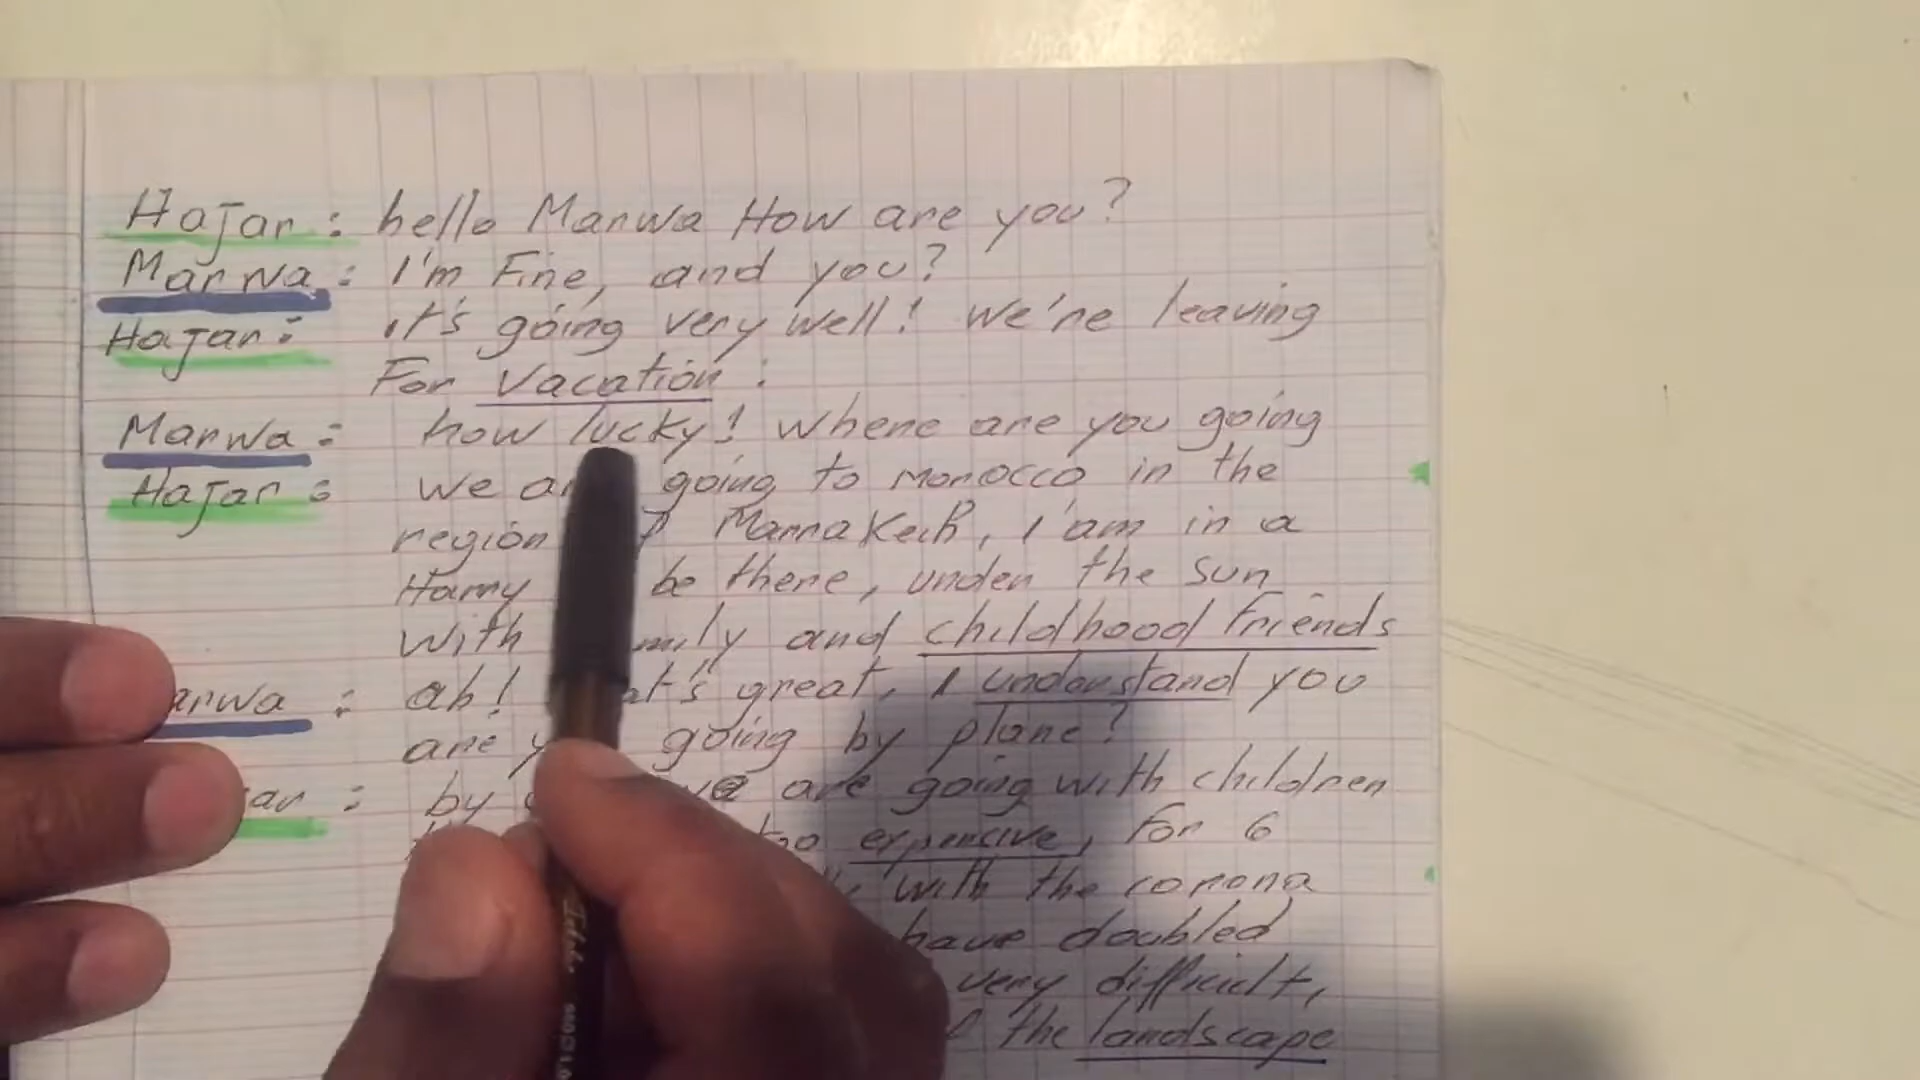 Hajar : hello Marwa How are you?
Marwa : I'm Fine, and you?
Hajar : it's going very well! we're leaving
For vacation :
Marwa : how lucky! where are you going
Hajar : we going to Morocco in the
region Marrakech, I am in a
Harry be there, under the sun
with and childhood friends
: ah! great, I understand you
are going by plane?
: by are going with children
too expensive, for 6
with the corona
have doubled
very difficult,
the landscape